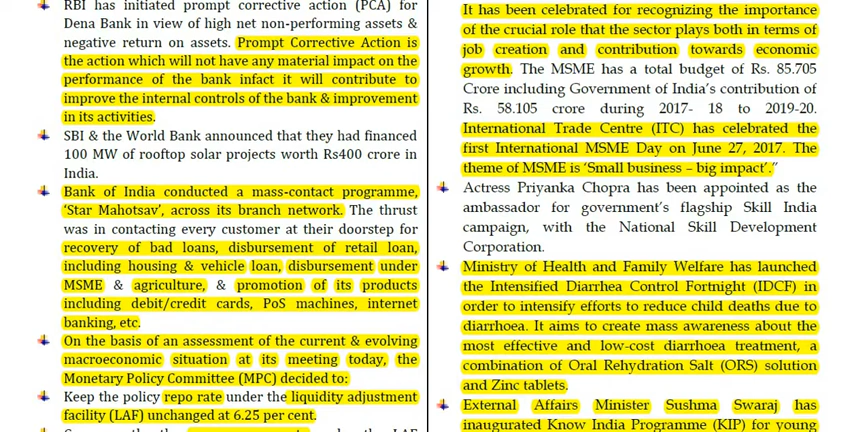 RBI has initiated prompt corrective action (PCA) for
Dena Bank in view of high net non-performing assets &
negative return on assets. Prompt Corrective Action is
the action which will not have any material impact on the
performance of the bank infact it will contribute to
improve the internal controls of the bank & improvement
in its activities.
SBI & the World Bank announced that they had financed
100 MW of rooftop solar projects worth Rs400 crore in
India.
Bank of India conducted a mass-contact programme,
‘Star Mahotsav’, across its branch network. The thrust
was in contacting every customer at their doorstep for
recovery of bad loans, disbursement of retail loan,
including housing & vehicle loan, disbursement under
MSME & agriculture, & promotion of its products
including debit/credit cards, PoS machines, internet
banking, etc.
On the basis of an assessment of the current & evolving
macroeconomic situation at its meeting today, the
Monetary Policy Committee (MPC) decided to:
Keep the policy repo rate under the liquidity adjustment
facility (LAF) unchanged at 6.25 per cent.
It has been celebrated for recognizing the importance
of the crucial role that the sector plays both in terms of
job creation and contribution towards economic
growth. The MSME has a total budget of Rs. 85.705
Crore including Government of India’s contribution of
Rs. 58.105 crore during 2017- 18 to 2019-20.
International Trade Centre (ITC) has celebrated the
first International MSME Day on June 27, 2017. The
theme of MSME is ‘Small business – big impact’.”
Actress Priyanka Chopra has been appointed as the
ambassador for government’s flagship Skill India
campaign, with the National Skill Development
Corporation.
Ministry of Health and Family Welfare has launched
the Intensified Diarrhea Control Fortnight (IDCF) in
order to intensify efforts to reduce child deaths due to
diarrhoea. It aims to create mass awareness about the
most effective and low-cost diarrhoea treatment, a
combination of Oral Rehydration Salt (ORS) solution
and Zinc tablets.
External Affairs Minister Sushma Swaraj has
inaugurated Know India Programme (KIP) for young